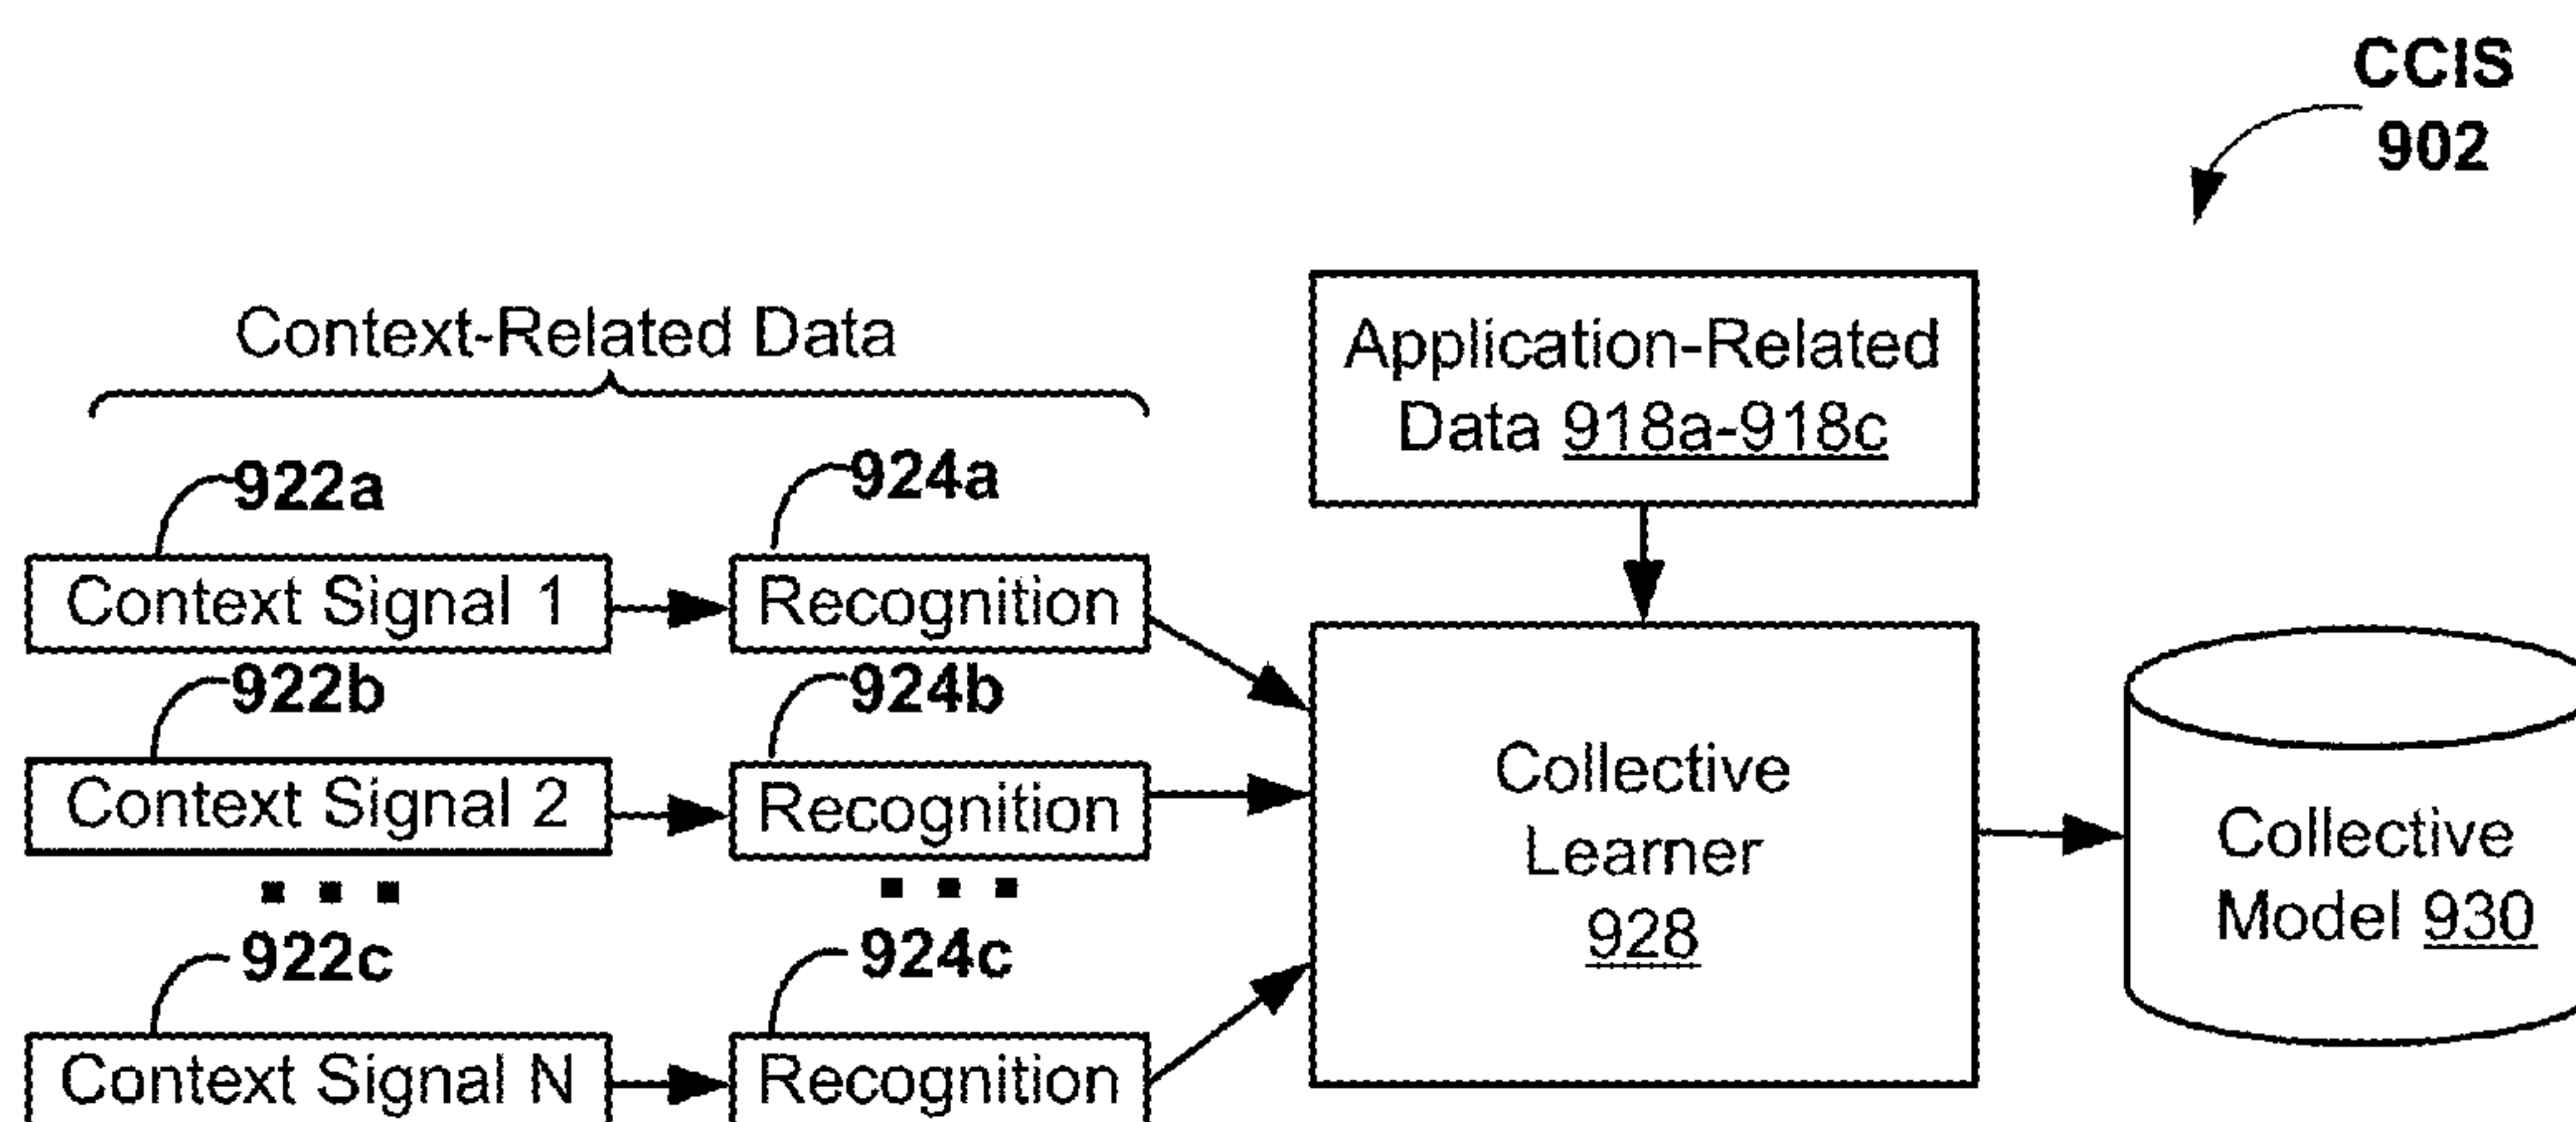 CCIS
902
Context-Related Data
Application-Related
Data 918a-918c
922a
924a
Context Signal 1
Recognition
922b
924b
Context Signal 2
Recognition
922c
924c
Context Signal N
Recognition
Collective
Learner
928
Collective
Model 930